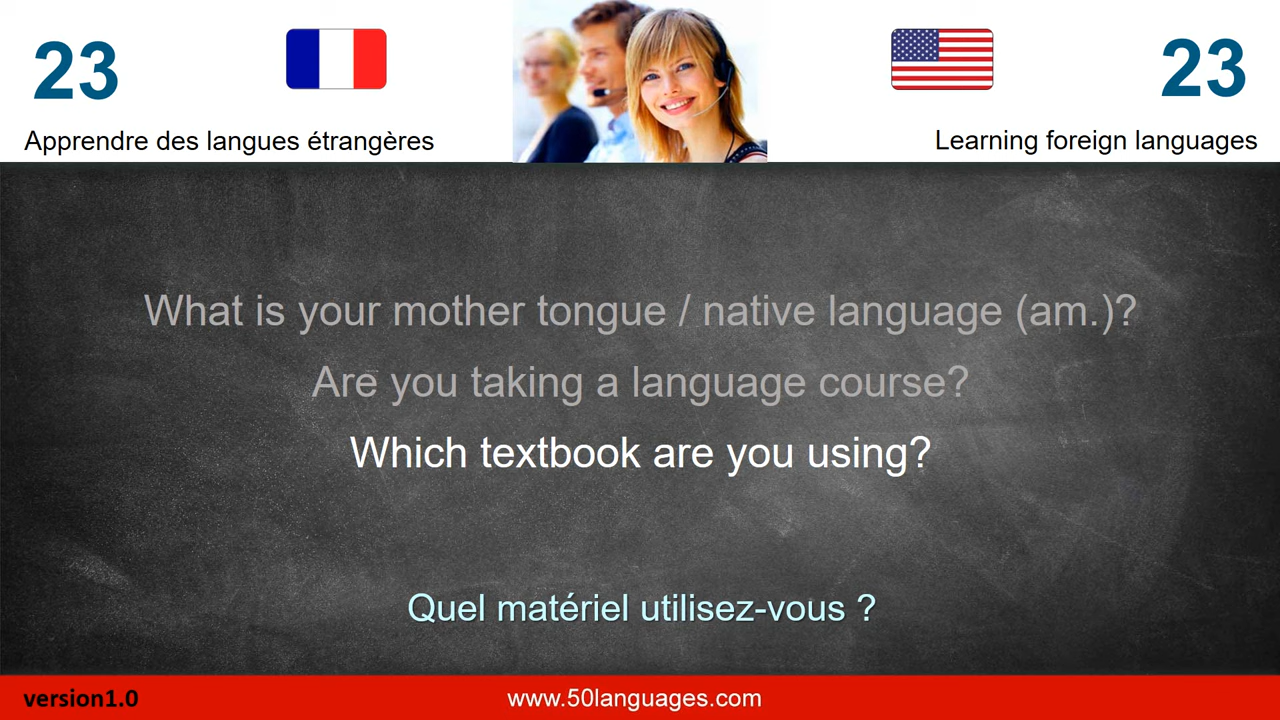 23
23
Apprendre des langues étrangères
Learning foreign languages
What is your mother tongue / native language (am.)?
Are you taking a language course?
Which textbook are you using?
Quel matériel utilisez-vous ?
version1.0
www.50languages.com